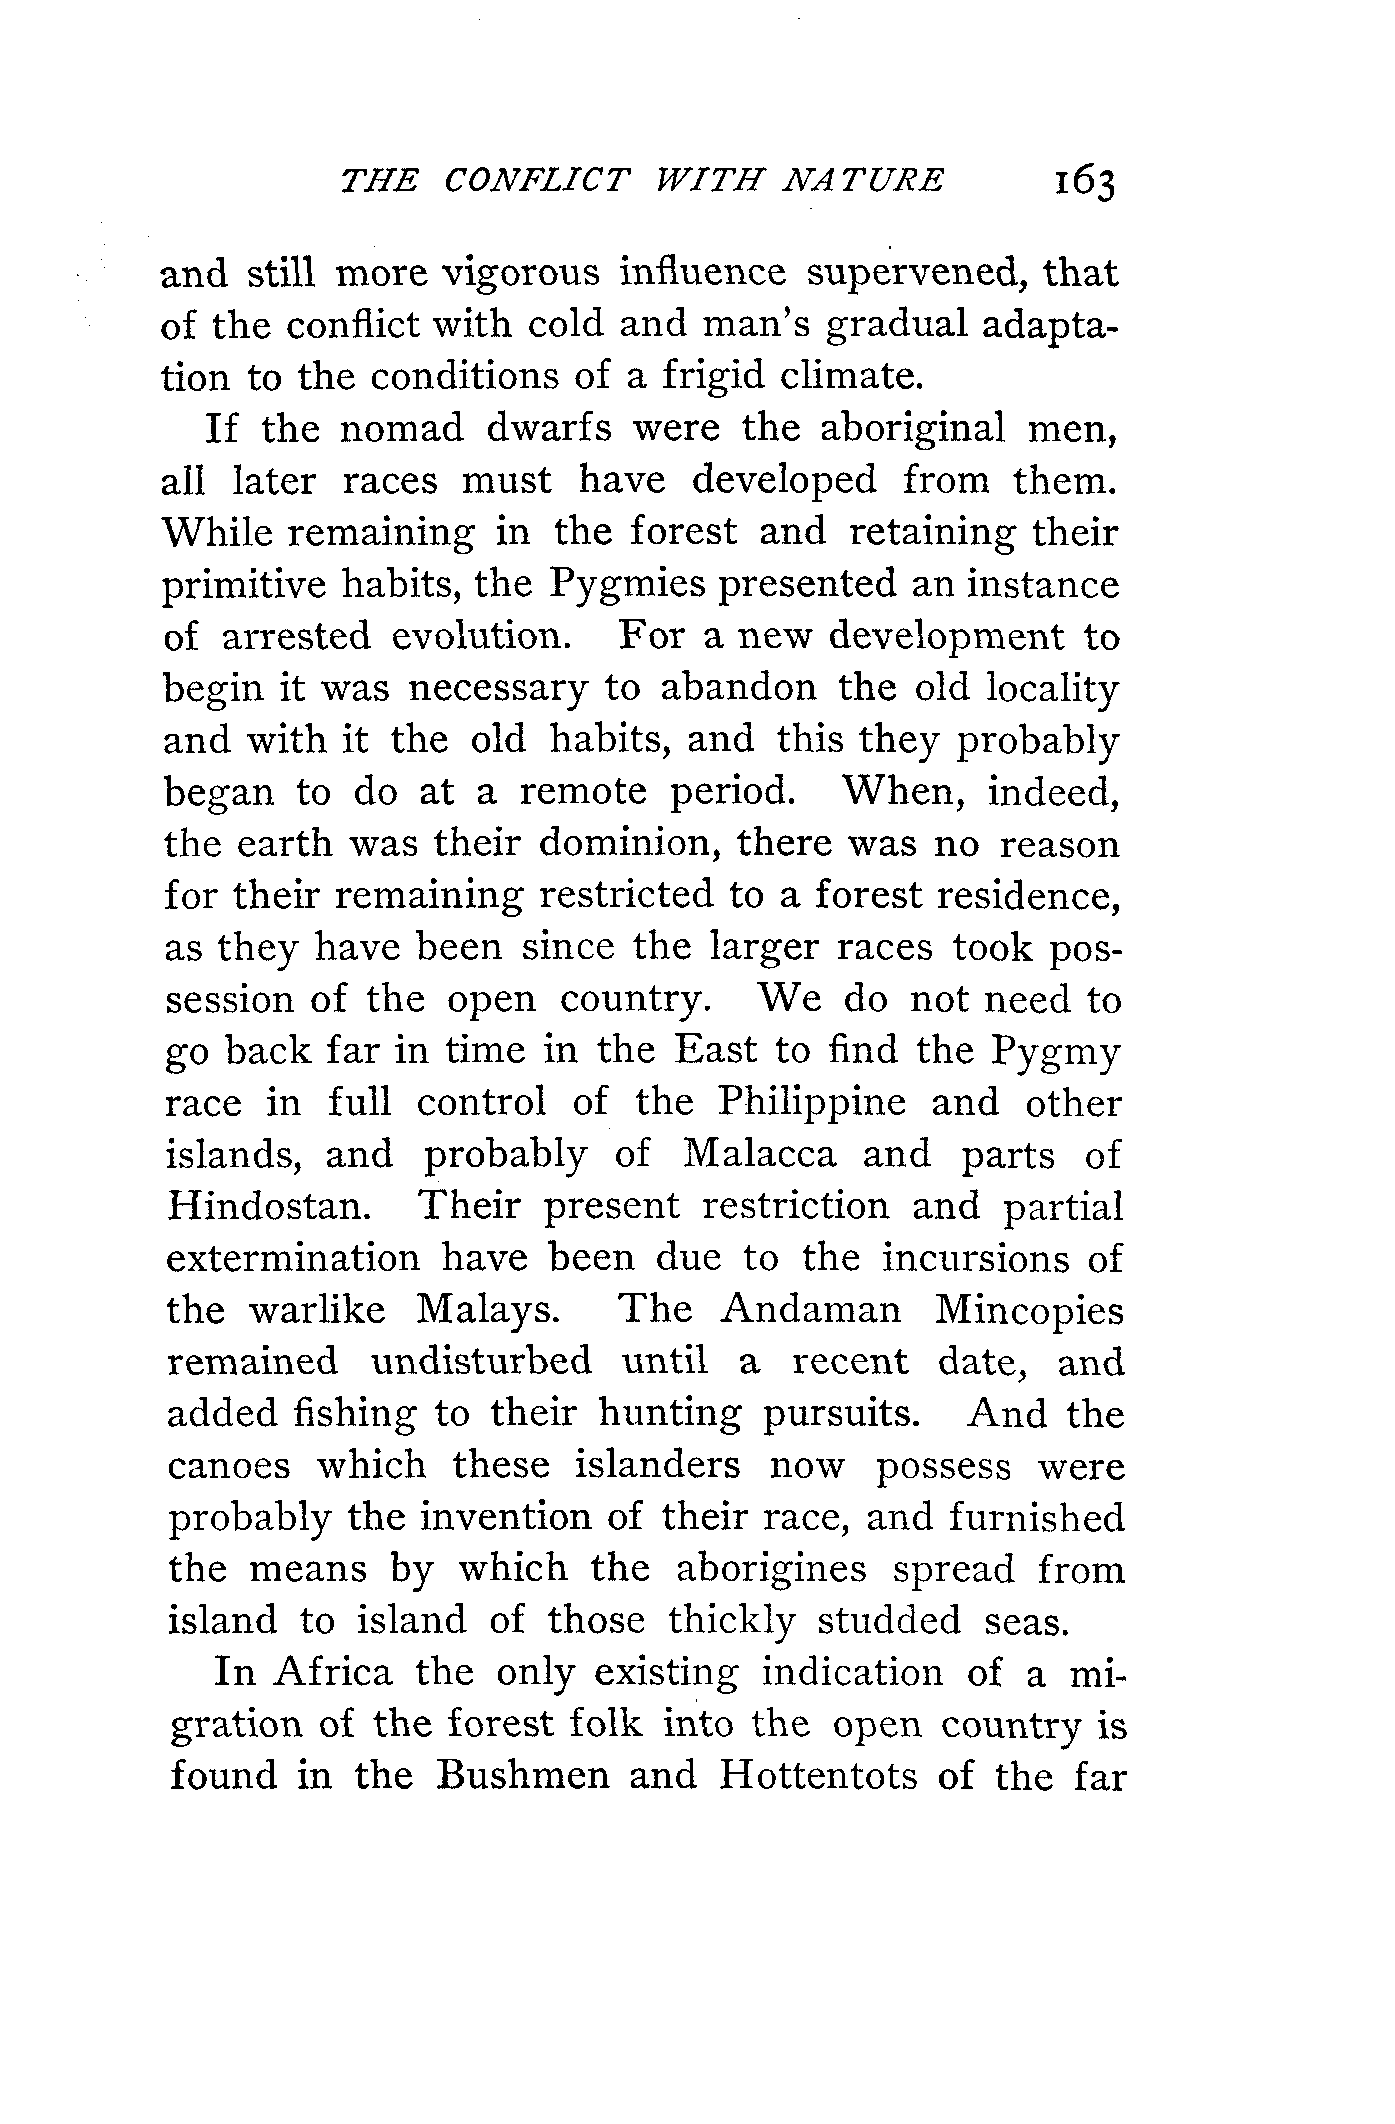 THE CONFLICT WITH NATURE 163
and still more vigorous influence supervened, that
of the conflict with cold and man's gradual adapta-
tion to the conditions of a frigid climate.
If the nomad dwarfs were the aboriginal men,
all later races must have developed from them.
While remaining in the forest and retaining their
primitive habits, the Pygmies presented an instance
of arrested evolution. For a new development to
begin it was necessary to abandon the old locality
and with it the old habits, and this they probably
began to do at a remote period. When, indeed,
the earth was their dominion, there was no reason
for their remaining restricted to a forest residence,
as they have been since the larger races took pos-
session of the open country. We do not need to
go back far in time in the East to find the Pygmy
race in full control of the Philippine and other
islands, and probably of Malacca and parts of
Hindostan. Their present restriction and partial
extermination have been due to the incursions of
the warlike Malays. The Andaman Mincopies
remained undisturbed until a recent date, and
added fishing to their hunting pursuits. And the
canoes which these islanders now possess were
probably the invention of their race, and furnished
the means by which the aborigines spread from
island to island of those thickly studded seas.
In Africa the only existing indication of a mi-
gration of the forest folk into the open country is
found in the Bushmen and Hottentots of the far